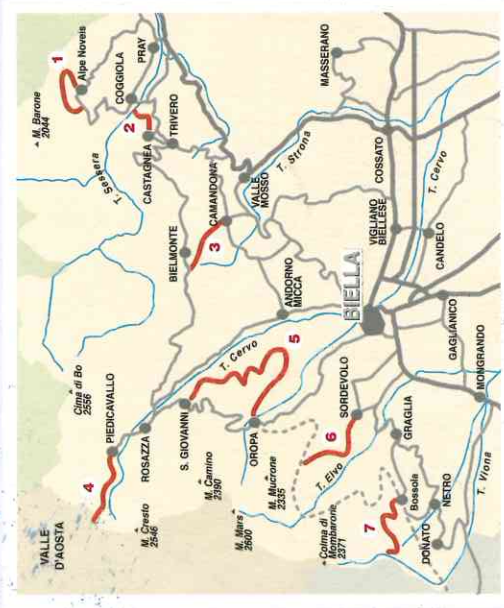 VALLE
D'AOSTA
M. Barone
2044
1
Alpe Noveis
COGGIOLA
PRAY
T. Sessera
2
CASTAGNEA
TRIVERO
Cima di Bo
2556
4
PIEDICAVALLO
ROSAZZA
BIELMONTE
3
CAMANDONA
VALLE
MOSSO
T. Strona
MASSERANO
M. Cresto
2546
S. GIOVANNI
T. Cervo
M. Camino
2390
5
ANDORNO
MICCA
M. Mars
2600
OROPA
M. Mucrone
2335
BIELLA
VIGLIANO
BIELLESE
COSSATO
T. Cervo
CANDELO
Colma di
Mombarone
2371
6
T. Elvo
SORDEVOLO
GRAGLIA
GAGLIANICO
7
Bossola
NETRO
DONATO
MONGRANDO
T. Viona